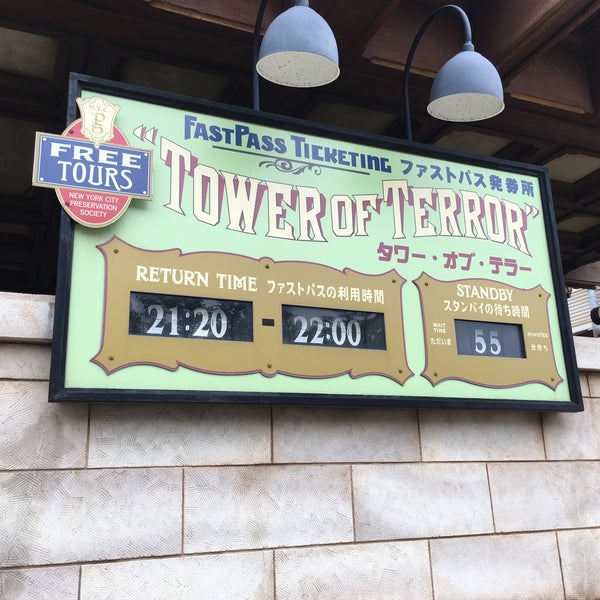 N.Y.C.
FREE
TOURS
NEW YORK CITY
PRESERVATION
SOCIETY
FASTPASS TICKETING ファストパス発券所
"TOWER OF TERROR"
タワー・オブ・テラー
RETURN TIME ファストパスの利用時間
21:20 - 22:00
STANDBY
スタンバイの待ち時間
WAIT TIME
ただいま
55
MINUTES
分待ち